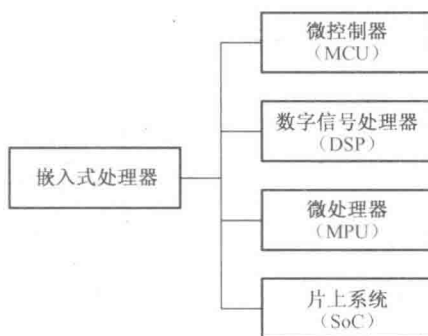 嵌入式处理器
微控制器
（MCU）
数字信号处理器
（DSP）
微处理器
（MPU）
片上系统
（SoC）